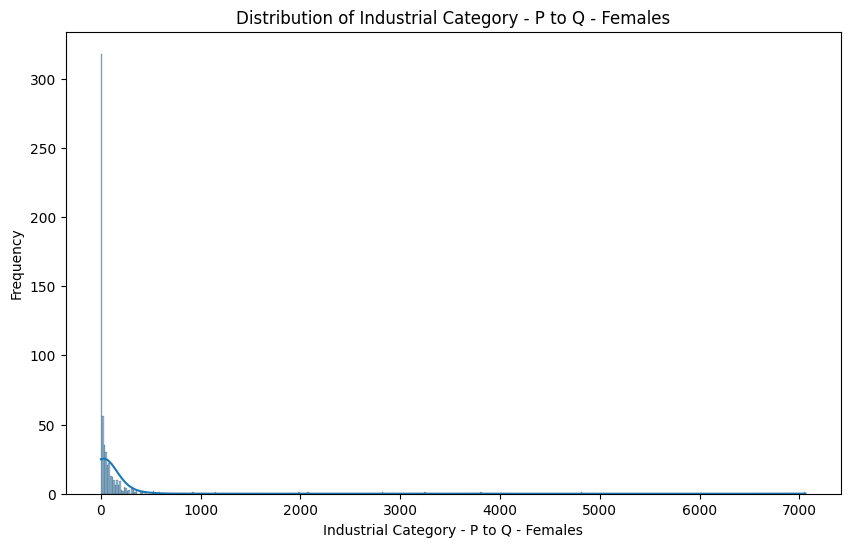 Distribution of Industrial Category - P to Q - Females
Frequency
300
250
200
150
100
50
0
0 1000 2000 3000 4000 5000 6000 7000
Industrial Category - P to Q - Females